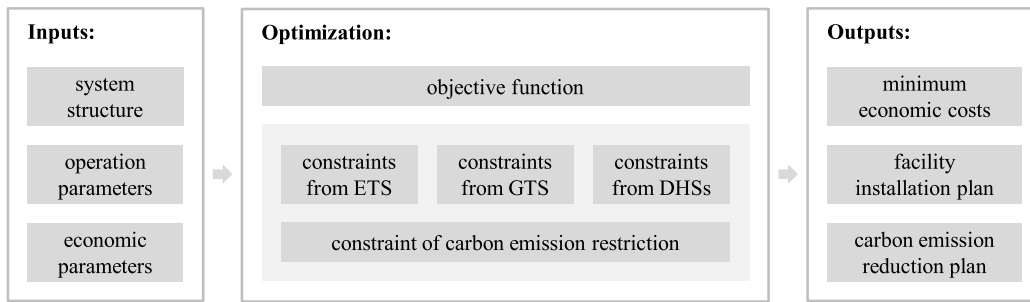 Inputs:
system
structure
operation
parameters
economic
parameters
Optimization:
objective function
constraints
from ETS
constraints
from GTS
constraints
from DHSs
constraint of carbon emission restriction
Outputs:
minimum
economic costs
facility
installation plan
carbon emission
reduction plan